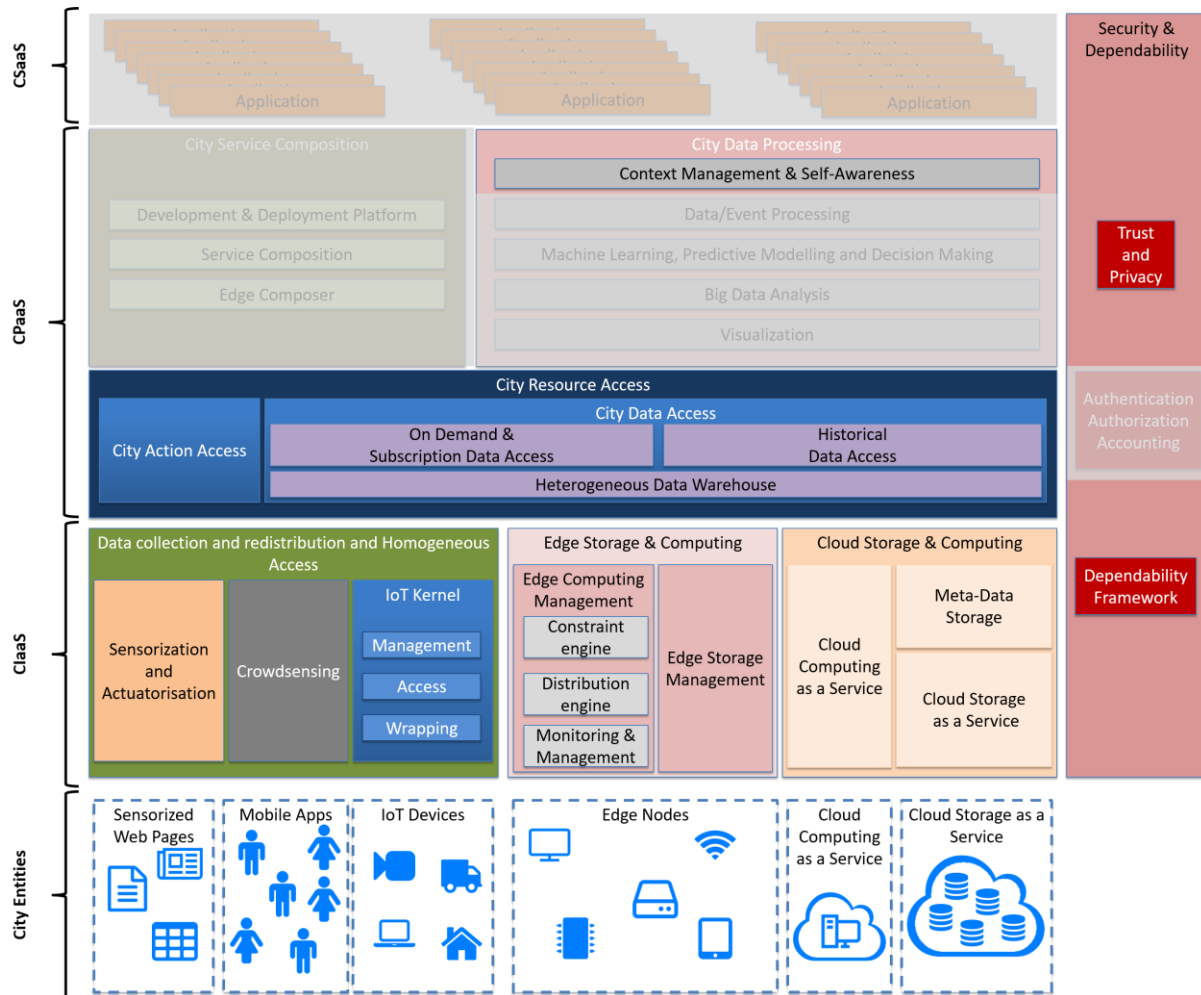 CSaaS
Application
Application
Application
Security &
Dependability
CPaaS
City Service Composition
Development & Deployment Platform
Service Composition
Edge Composer
City Data Processing
Context Management & Self-Awareness
Data/Event Processing
Machine Learning, Predictive Modelling and Decision Making
Big Data Analysis
Visualization
Trust
and
Privacy
City Resource Access
City Action Access
City Data Access
On Demand &
Subscription Data Access
Historical
Data Access
Heterogeneous Data Warehouse
Authentication
Authorization
Accounting
CIaaS
Data collection and redistribution and Homogeneous
Access
Sensorization
and
Actuatorisation
Crowdsensing
IoT Kernel
Management
Access
Wrapping
Edge Storage & Computing
Edge Computing
Management
Constraint
engine
Distribution
engine
Monitoring &
Management
Edge Storage
Management
Cloud Storage & Computing
Cloud
Computing
as a Service
Meta-Data
Storage
Cloud Storage
as a Service
Dependability
Framework
City Entities
Sensorized
Web Pages
Mobile Apps
IoT Devices
Edge Nodes
Cloud
Computing
as a Service
Cloud Storage as a
Service